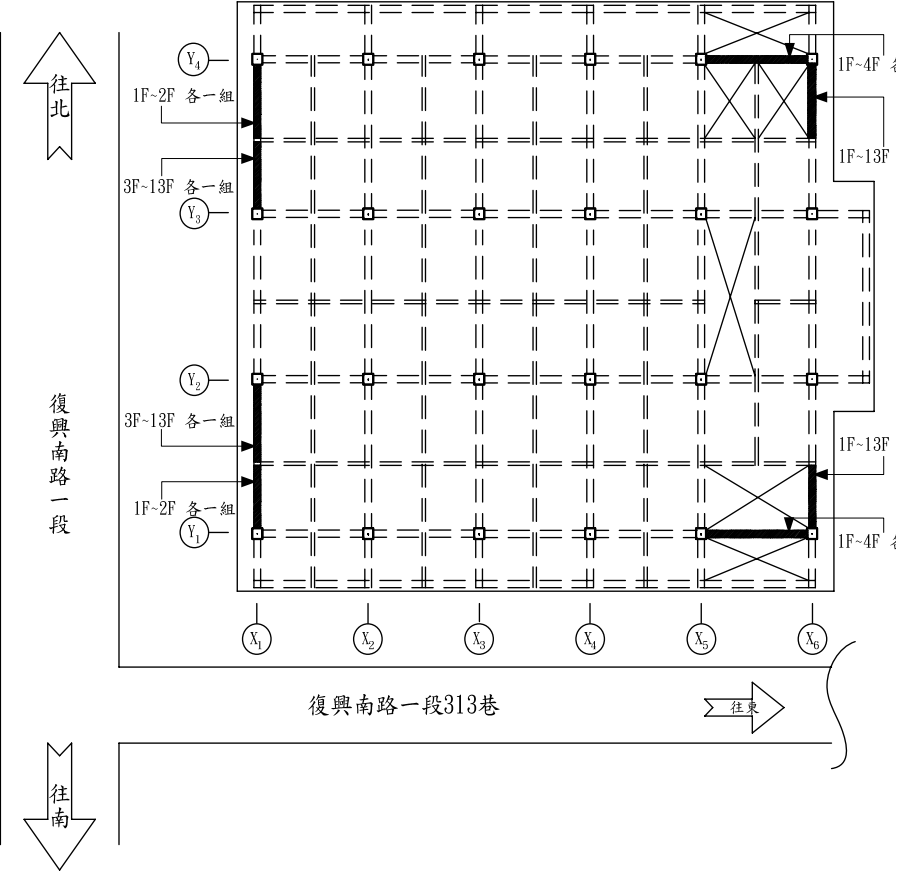 Y4
1F~4F
往北
1F~2F 各一組
1F~13F
3F~13F 各一組
Y3
Y2
復興南路一段
3F~13F 各一組
1F~13F
1F~2F 各一組
Y1
1F~4F
X1 X2 X3 X4 X5 X6
復興南路一段313巷
往東
往南